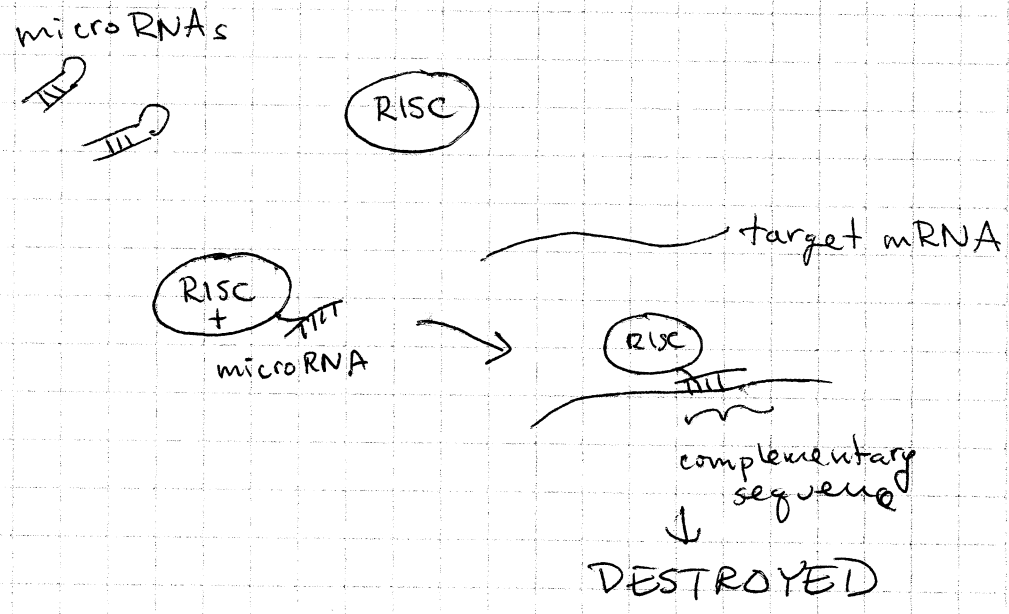 microRNAs
RISC
target mRNA
RISC
+
microRNA
RISC
complementary
sequence
DESTROYED